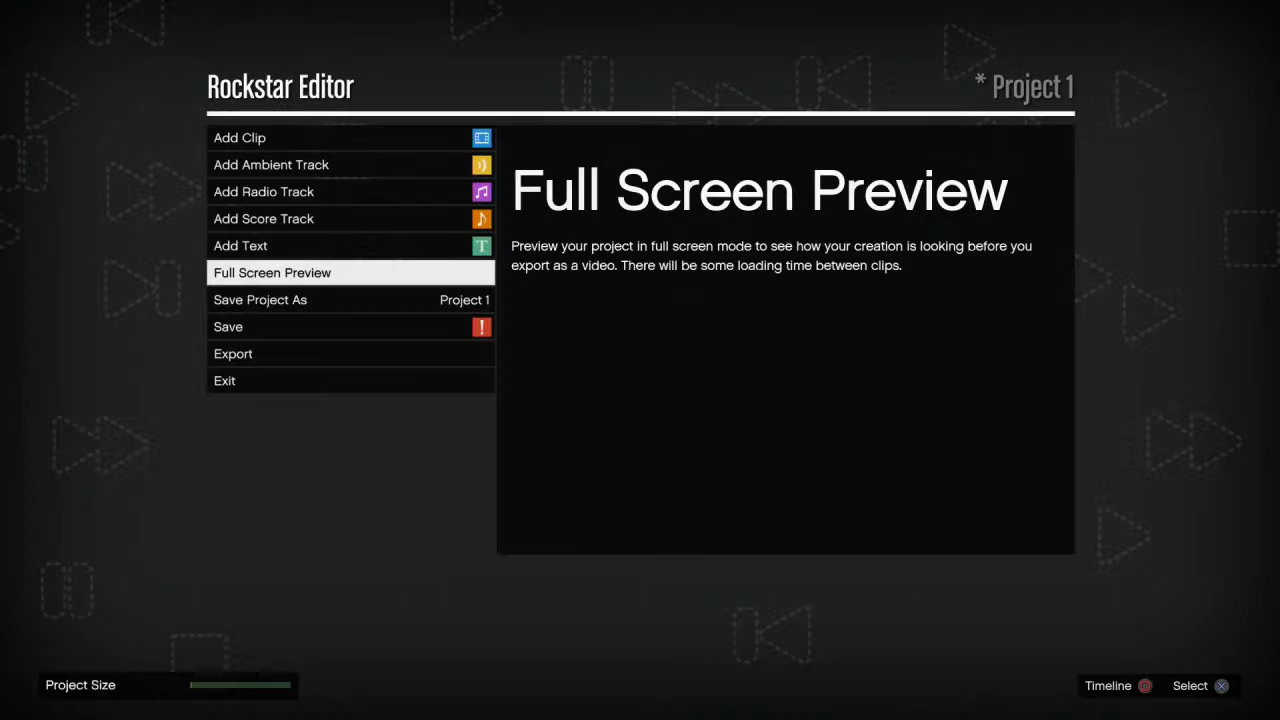 Rockstar Editor
* Project 1
Add Clip
Add Ambient Track
Add Radio Track
Add Score Track
Add Text
T
Full Screen Preview
Save Project As Project 1
Save !
Export
Exit
Full Screen Preview
Preview your project in full screen mode to see how your creation is looking before you
export as a video. There will be some loading time between clips.
Project Size
Timeline Select